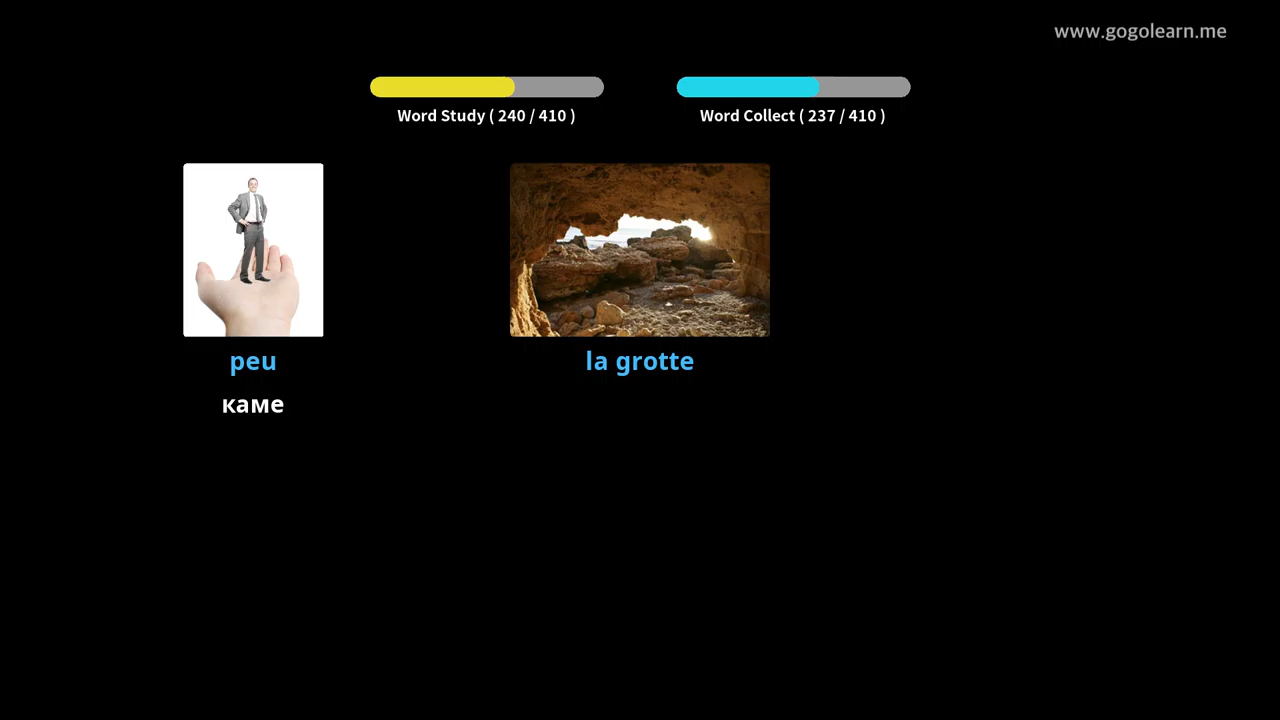 www.gogolearn.me
Word Study ( 240 / 410 )
Word Collect ( 237 / 410 )
peu
каме
la grotte